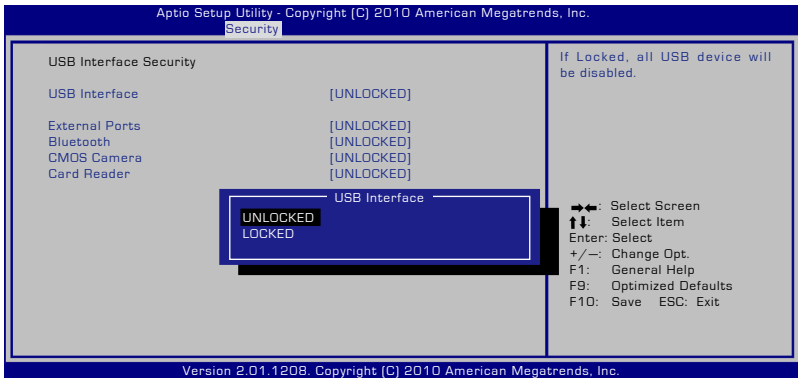 Aptio Setup Utility - Copyright (C) 2010 American Megatrends, Inc.
Security
USB Interface Security
USB Interface [UNLOCKED]
External Ports [UNLOCKED]
Bluetooth [UNLOCKED]
CMOS Camera [UNLOCKED]
Card Reader [UNLOCKED]
USB Interface
UNLOCKED
LOCKED
If Locked, all USB device will
be disabled.
→←: Select Screen
↑↓: Select Item
Enter: Select
+/—: Change Opt.
F1: General Help
F9: Optimized Defaults
F10: Save ESC: Exit
Version 2.01.1208. Copyright (C) 2010 American Megatrends, Inc.